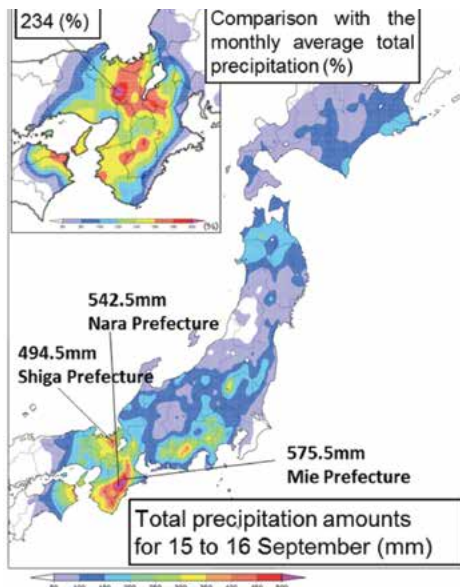 234 (%)
Comparison with the
monthly average total
precipitation (%)
(%)
542.5mm
Nara Prefecture
494.5mm
Shiga Prefecture
575.5mm
Mie Prefecture
Total precipitation amounts
for 15 to 16 September (mm)